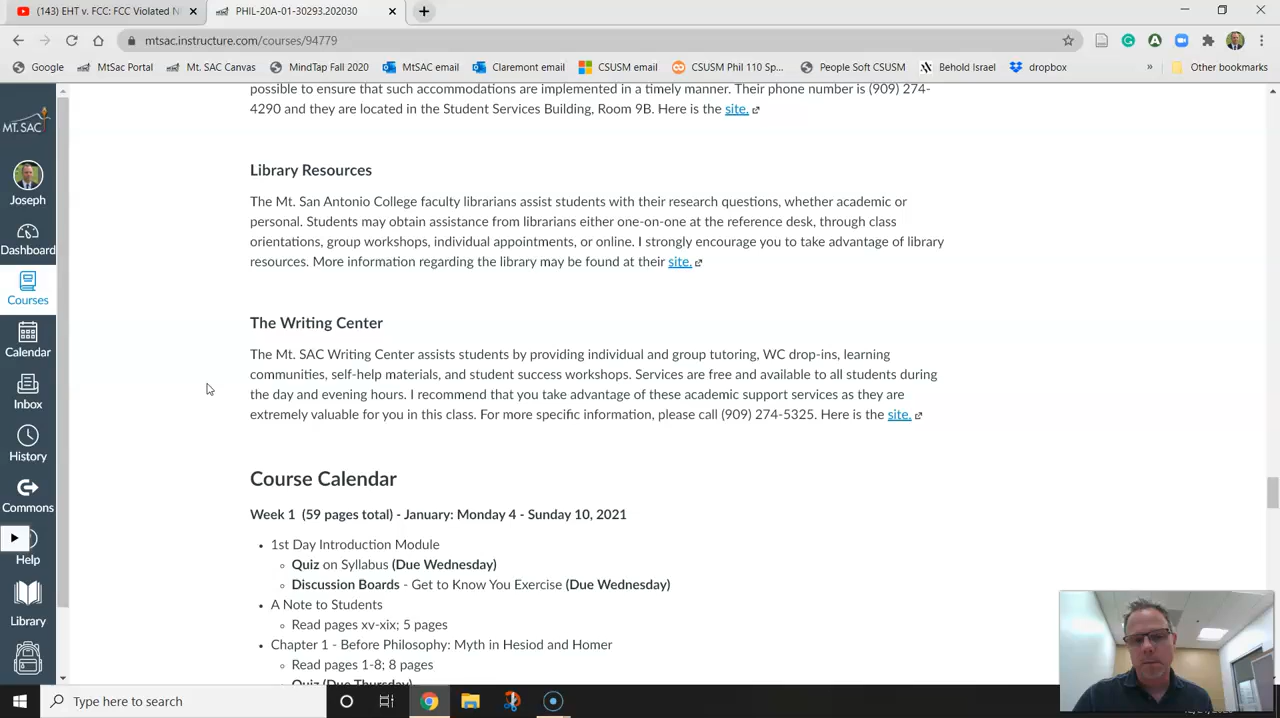 (143) EHT v. FCC: FCC Violated N
PHIL-20A-01-30293.202030
mtsac.instructure.com/courses/94779
Google
MtSac Portal
Mt. SAC Canvas
MindTap Fall 2020
MtSAC email
Claremont email
CSUSM email
CSUSM Phil 110 Sp...
People Soft CSUSM
Behold Israel
dropbox
»
Other bookmarks
possible to ensure that such accommodations are implemented in a timely manner. Their phone number is (909) 274-
4290 and they are located in the Student Services Building, Room 9B. Here is the site.
MT. SAC
Joseph
Dashboard
Courses
Calendar
Inbox
History
Commons
Help
Library
Library Resources
The Mt. San Antonio College faculty librarians assist students with their research questions, whether academic or
personal. Students may obtain assistance from librarians either one-on-one at the reference desk, through class
orientations, group workshops, individual appointments, or online. I strongly encourage you to take advantage of library
resources. More information regarding the library may be found at their site.
The Writing Center
The Mt. SAC Writing Center assists students by providing individual and group tutoring, WC drop-ins, learning
communities, self-help materials, and student success workshops. Services are free and available to all students during
the day and evening hours. I recommend that you take advantage of these academic support services as they are
extremely valuable for you in this class. For more specific information, please call (909) 274-5325. Here is the site.
Course Calendar
Week 1 (59 pages total) - January: Monday 4 - Sunday 10, 2021
1st Day Introduction Module
Quiz on Syllabus (Due Wednesday)
Discussion Boards - Get to Know You Exercise (Due Wednesday)
A Note to Students
Read pages xv-xix; 5 pages
Chapter 1 - Before Philosophy: Myth in Hesiod and Homer
Read pages 1-8; 8 pages
Quiz (Due Thursday)
Type here to search